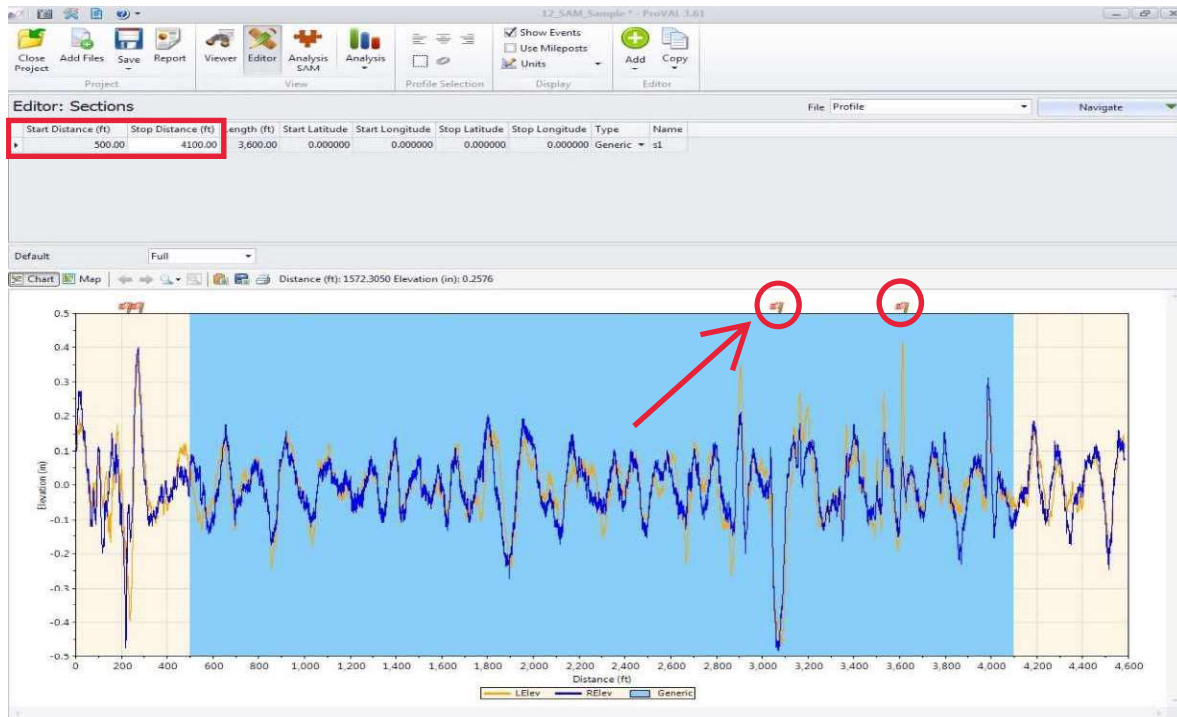 12_SAM_Sample * - ProVAL 3.61
Close Project
Add Files
Save
Report
Viewer
Editor
Analysis SAM
Analysis
Show Events
Use Mileposts
Units
Add
Copy
Project
View
Profile Selection
Display
Editor
Editor: Sections
File Profile
Navigate
Start Distance (ft) Stop Distance (ft) Length (ft) Start Latitude Start Longitude Stop Latitude Stop Longitude Type Name
500.00 4100.00 3,600.00 0.000000 0.000000 0.000000 0.000000 Generic s1
Default Full
Chart Map Distance (ft): 1572.3050 Elevation (in): 0.2576
0.5
0.4
0.3
0.2
0.1
0.0
-0.1
-0.2
-0.3
-0.4
-0.5
Elevation (in)
0 200 400 600 800 1,000 1,200 1,400 1,600 1,800 2,000 2,200 2,400 2,600 2,800 3,000 3,200 3,400 3,600 3,800 4,000 4,200 4,400 4,600
Distance (ft)
LElev RElev Generic